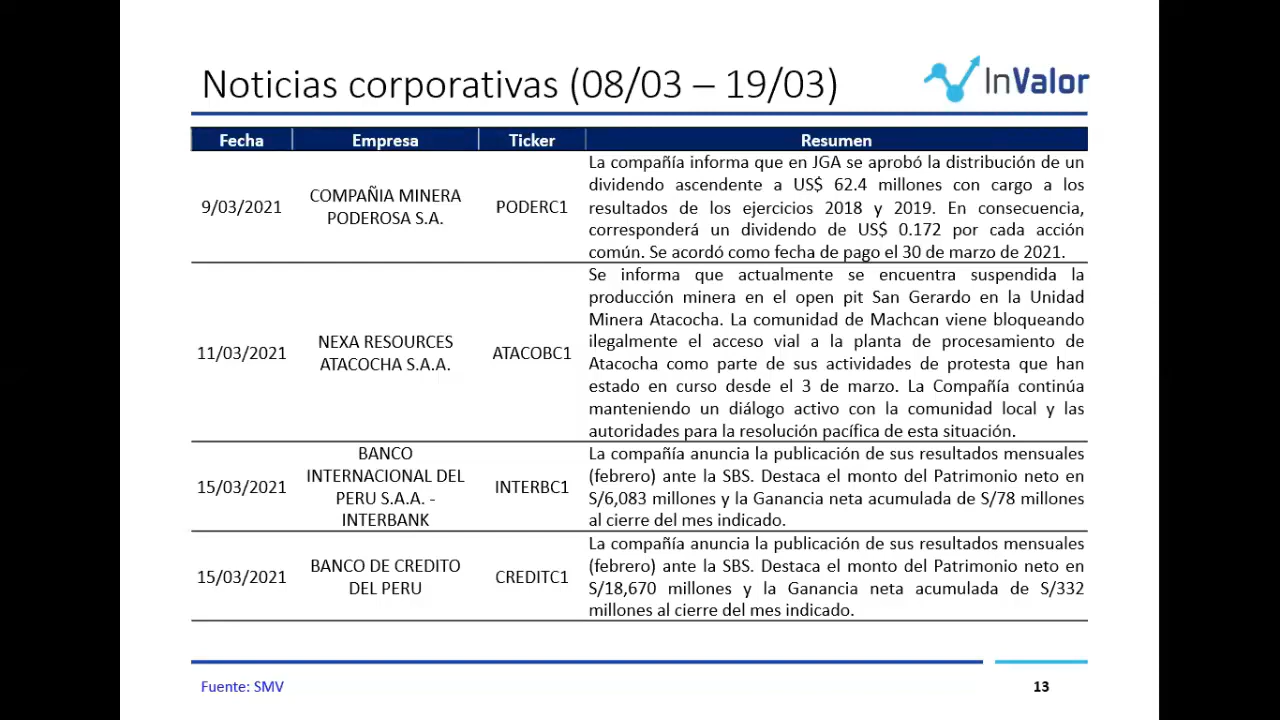 Noticias corporativas (08/03 – 19/03)
InValor
Fecha Empresa Ticker Resumen
9/03/2021
COMPAÑIA MINERA
PODEROSA S.A.
PODERC1
La compañía informa que en JGA se aprobó la distribución de un
dividendo ascendente a US$ 62.4 millones con cargo a los
resultados de los ejercicios 2018 y 2019. En consecuencia,
corresponderá un dividendo de US$ 0.172 por cada acción
común. Se acordó como fecha de pago el 30 de marzo de 2021.
11/03/2021
NEXA RESOURCES
ATACOCHA S.A.A.
ATACOBC1
Se informa que actualmente se encuentra suspendida la
producción minera en el open pit San Gerardo en la Unidad
Minera Atacocha. La comunidad de Machcan viene bloqueando
ilegalmente el acceso vial a la planta de procesamiento de
Atacocha como parte de sus actividades de protesta que han
estado en curso desde el 3 de marzo. La Compañía continúa
manteniendo un diálogo activo con la comunidad local y las
autoridades para la resolución pacífica de esta situación.
15/03/2021
BANCO
INTERNACIONAL DEL
PERU S.A.A. -
INTERBANK
INTERBC1
La compañía anuncia la publicación de sus resultados mensuales
(febrero) ante la SBS. Destaca el monto del Patrimonio neto en
S/6,083 millones y la Ganancia neta acumulada de S/78 millones
al cierre del mes indicado.
15/03/2021
BANCO DE CREDITO
DEL PERU
CREDITC1
La compañía anuncia la publicación de sus resultados mensuales
(febrero) ante la SBS. Destaca el monto del Patrimonio neto en
S/18,670 millones y la Ganancia neta acumulada de S/332
millones al cierre del mes indicado.
Fuente: SMV
13